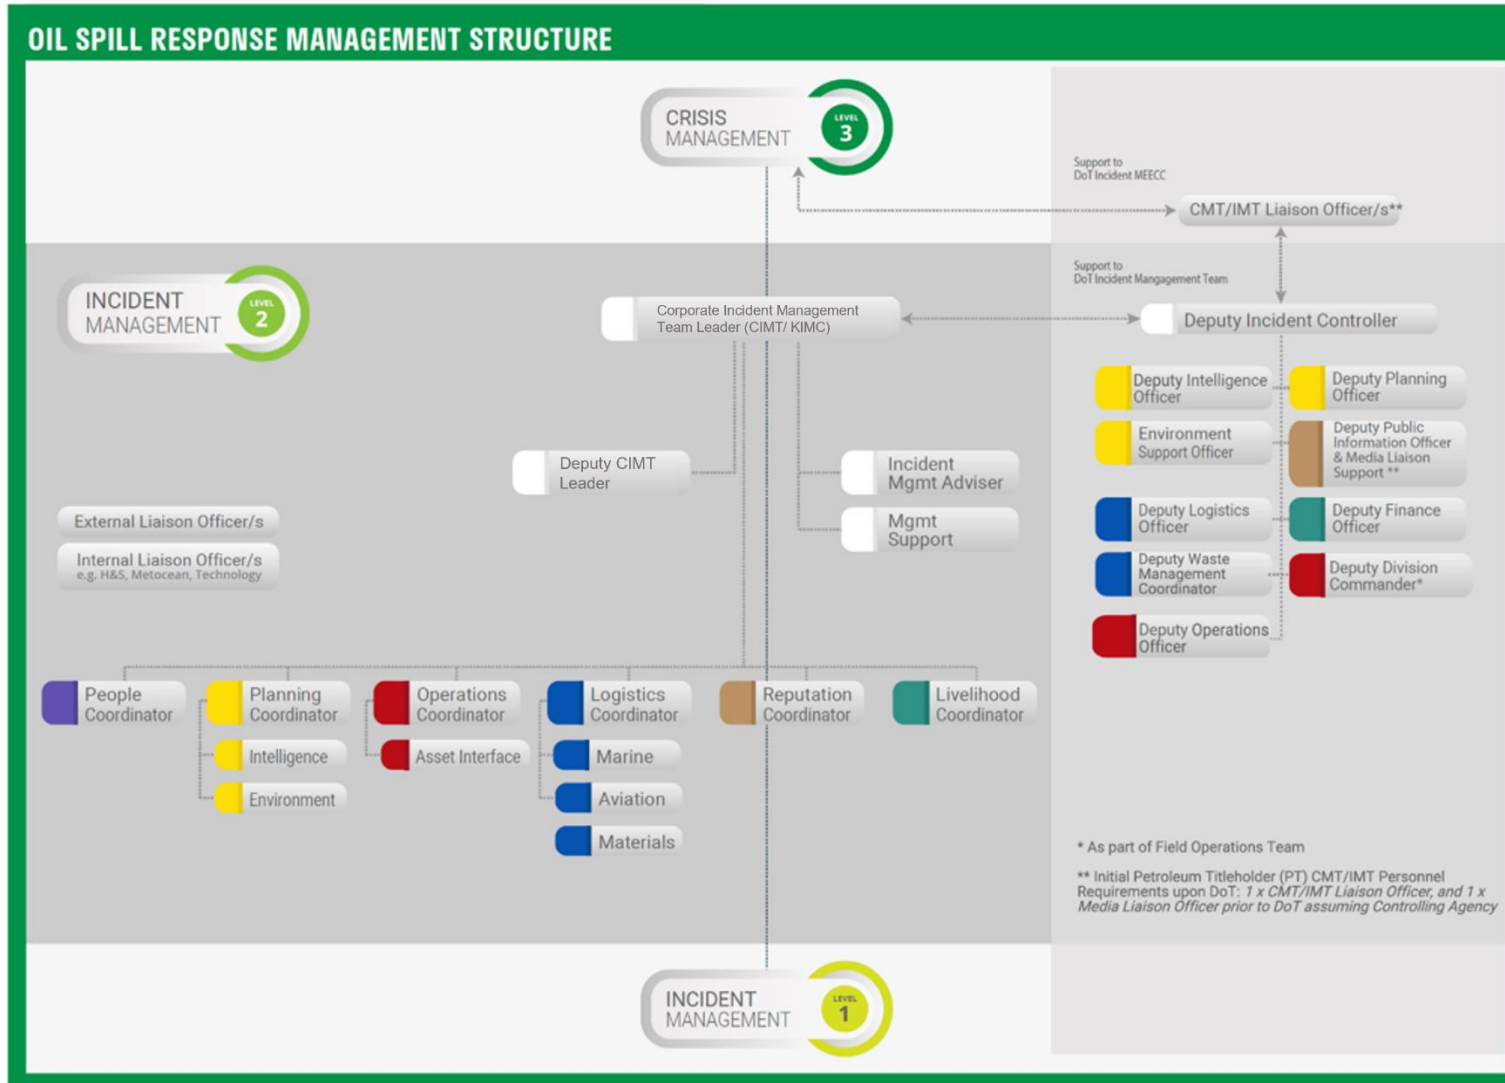 OIL SPILL RESPONSE MANAGEMENT STRUCTURE
CRISIS
MANAGEMENT
LEVEL
3
Support to
DoT Incident MEECC
CMT/IMT Liaison Officer/s**
INCIDENT
MANAGEMENT
LEVEL
2
Corporate Incident Management
Team Leader (CIMT/ KIMC)
Support to
DoT Incident Mangagement Team
Deputy Incident Controller
Deputy Intelligence
Officer
Deputy Planning
Officer
Environment
Support Officer
Deputy Public
Information Officer
& Media Liaison
Support **
Deputy CIMT
Leader
Incident
Mgmt Adviser
Mgmt
Support
External Liaison Officer/s
Internal Liaison Officer/s
e.g. H&S, Metocean, Technology
Deputy Logistics
Officer
Deputy Finance
Officer
Deputy Waste
Management
Coordinator
Deputy Division
Commander*
Deputy Operations
Officer
People
Coordinator
Planning
Coordinator
Intelligence
Environment
Operations
Coordinator
Asset Interface
Logistics
Coordinator
Marine
Aviation
Materials
Reputation
Coordinator
Livelihood
Coordinator
* As part of Field Operations Team
** Initial Petroleum Titleholder (PT) CMT/IMT Personnel
Requirements upon DoT: 1 x CMT/IMT Liaison Officer, and 1 x
Media Liaison Officer prior to DoT assuming Controlling Agency
INCIDENT
MANAGEMENT
LEVEL
1